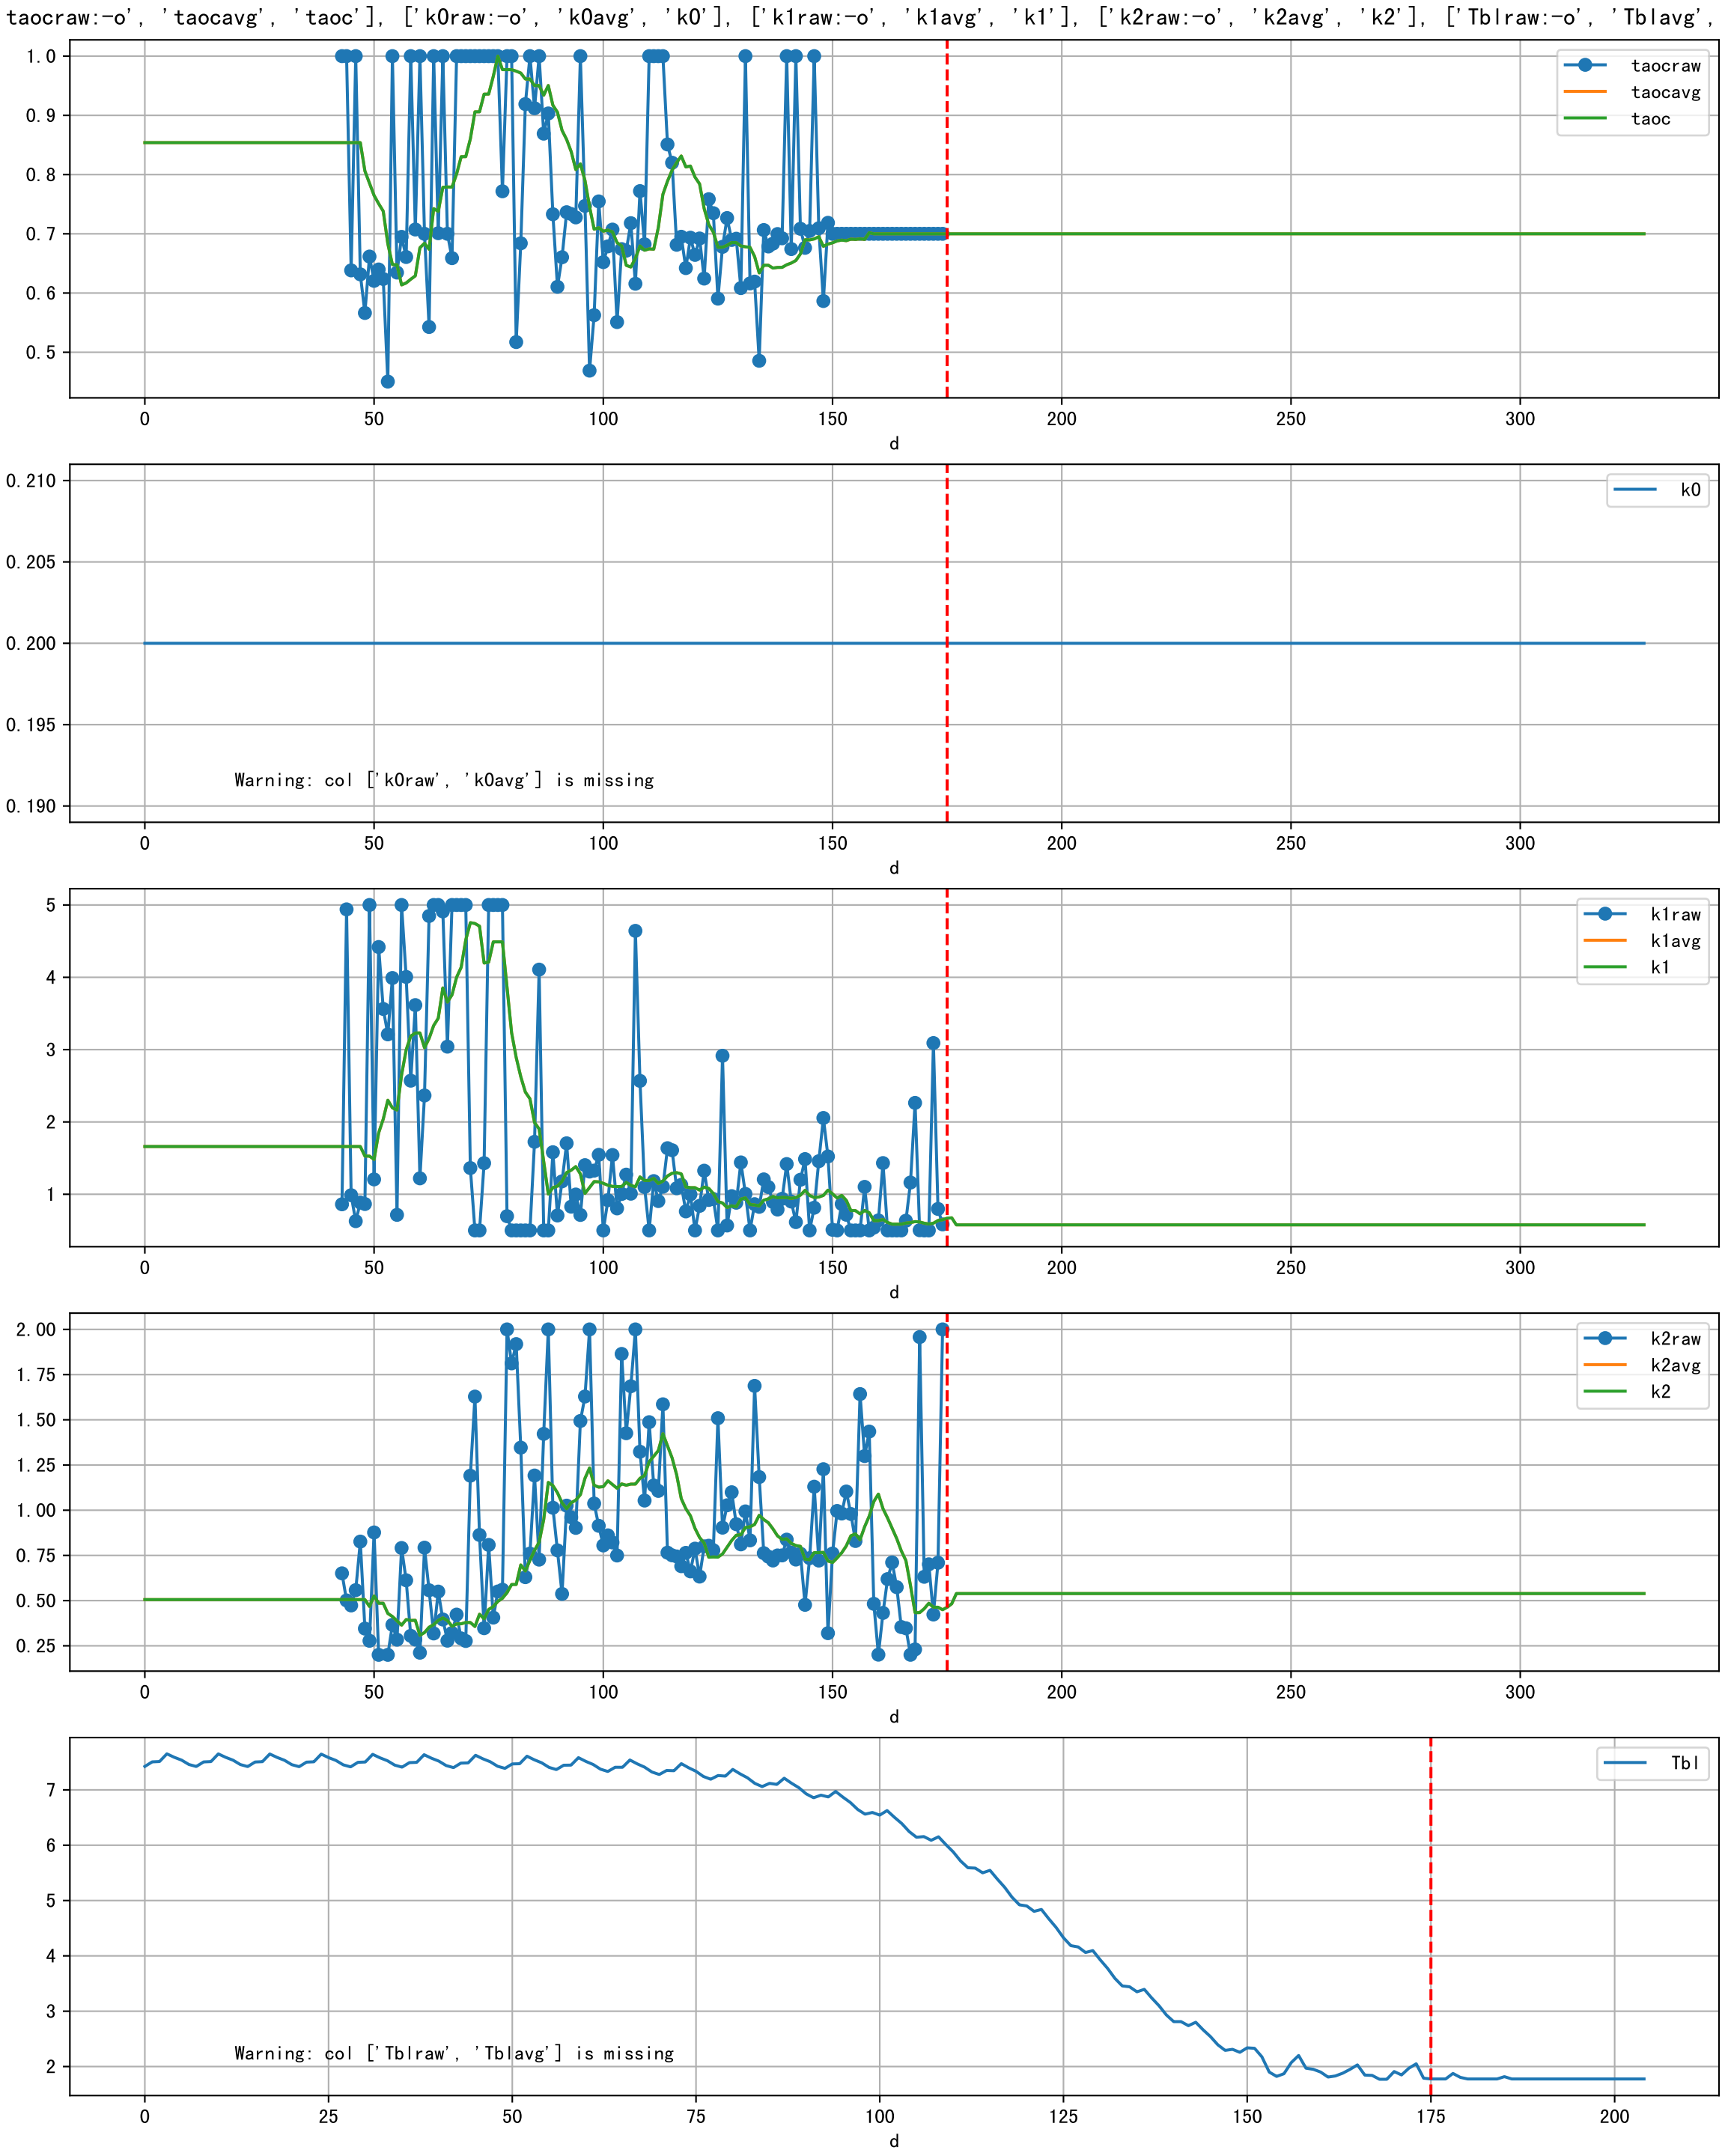 taocraw:-o', 'taocavg', 'taoc'], ['k0raw:-o', 'k0avg', 'k0'], ['k1raw:-o', 'k1avg', 'k1'], ['k2raw:-o', 'k2avg', 'k2'], ['Tblraw:-o', 'Tblavg',
1.0
0.9
0.8
0.7
0.6
0.5
taocraw
taocavg
taoc
0 50 100 150 200 250 300
d
0.210
0.205
0.200
0.195
0.190
k0
Warning: col ['k0raw', 'k0avg'] is missing
0 50 100 150 200 250 300
d
5
4
3
2
1
k1raw
k1avg
k1
0 50 100 150 200 250 300
d
2.00
1.75
1.50
1.25
1.00
0.75
0.50
0.25
k2raw
k2avg
k2
0 50 100 150 200 250 300
d
7
6
5
4
3
2
Tbl
Warning: col ['Tblraw', 'Tblavg'] is missing
0 25 50 75 100 125 150 175 200
d